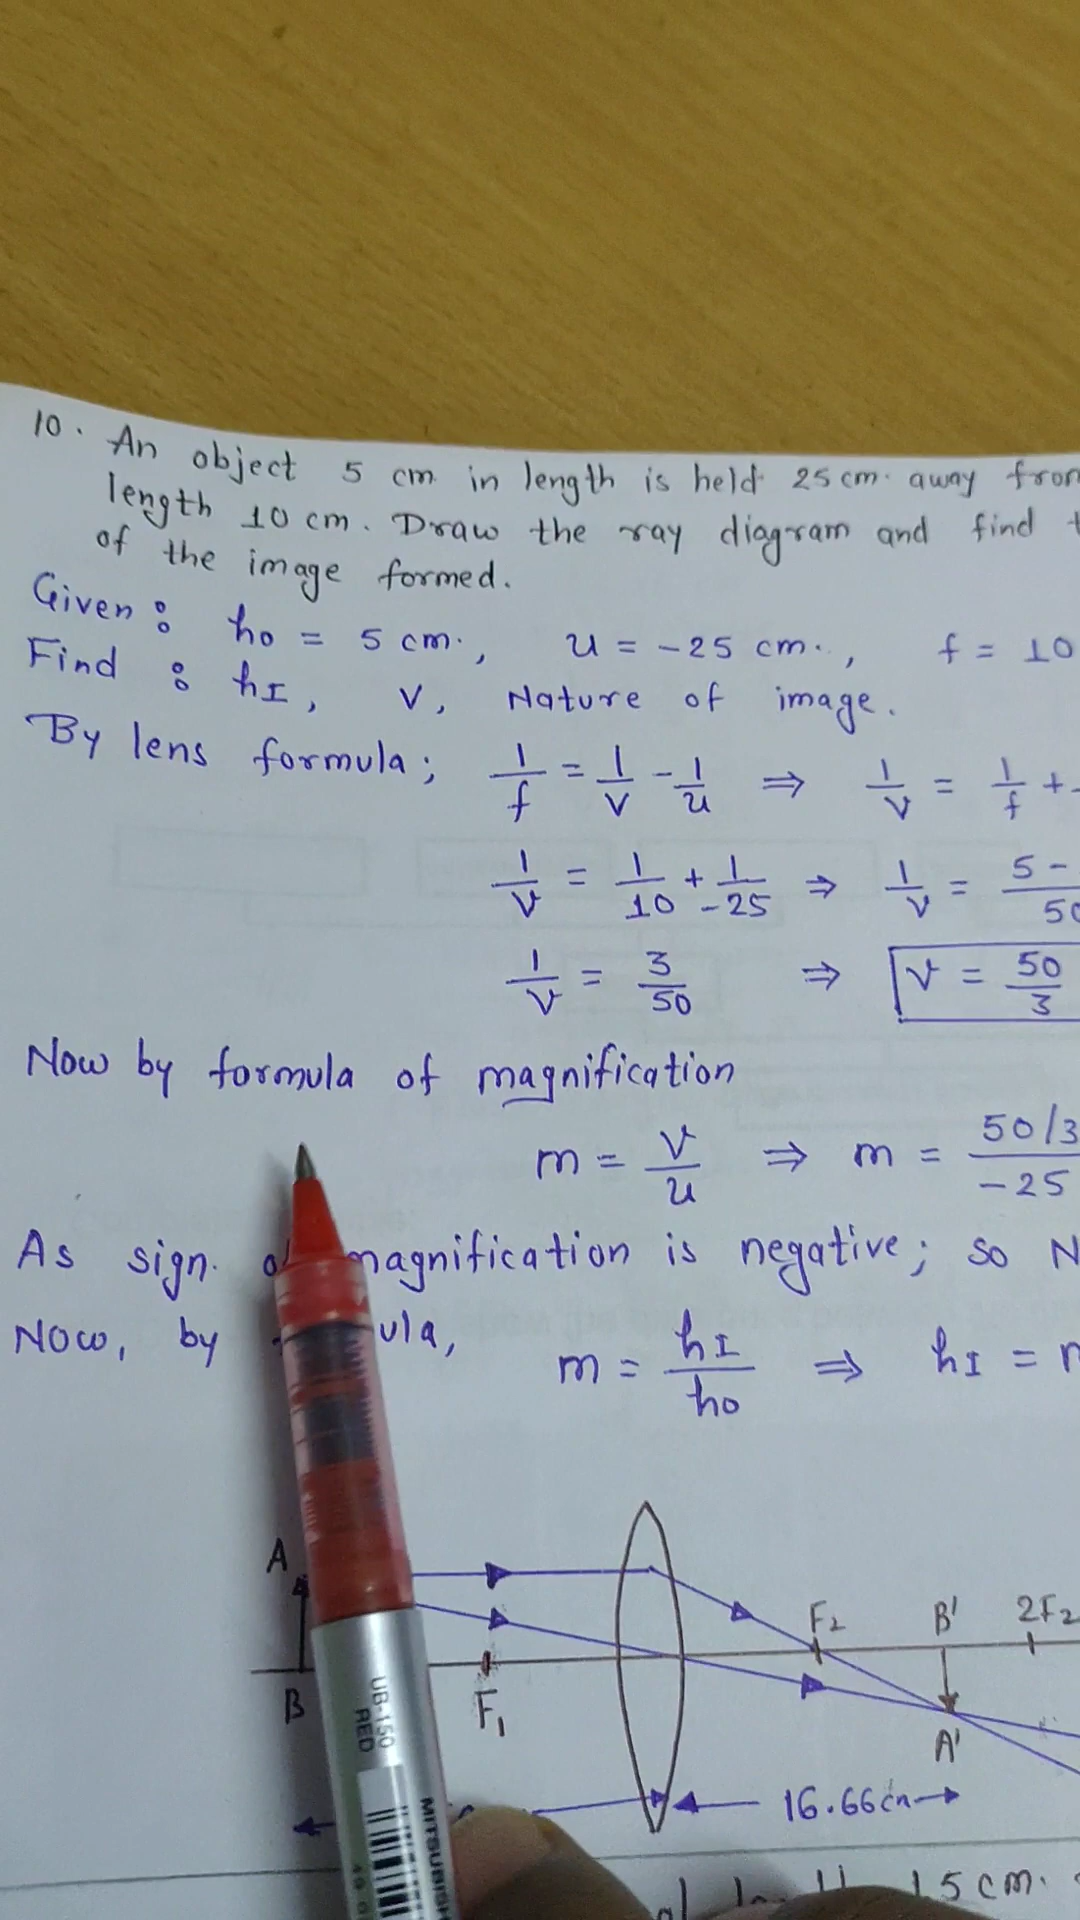 10. An object 5 cm in length is held 25 cm. away from
length 10 cm. Draw the ray diagram and find
of the image formed.
Given : ho = 5 cm., u = -25 cm., f = 10
Find : hI, v, Nature of image.
By lens formula; 1/f = 1/v - 1/u ⇒ 1/v = 1/f +
1/v = 1/10 + 1/-25 ⇒ 1/v = 5 -/50
1/v = 3/50 ⇒ v = 50/3
Now by formula of magnification
m = v/u ⇒ m = 50/3/-25
As sign. magnification is negative; so N
Now, by ula, m = hI/ho ⇒ hI =
A
B
F1
F2
B'
2F2
A'
16.66cm
UB-150
RED
MITSUBISH
15 cm.